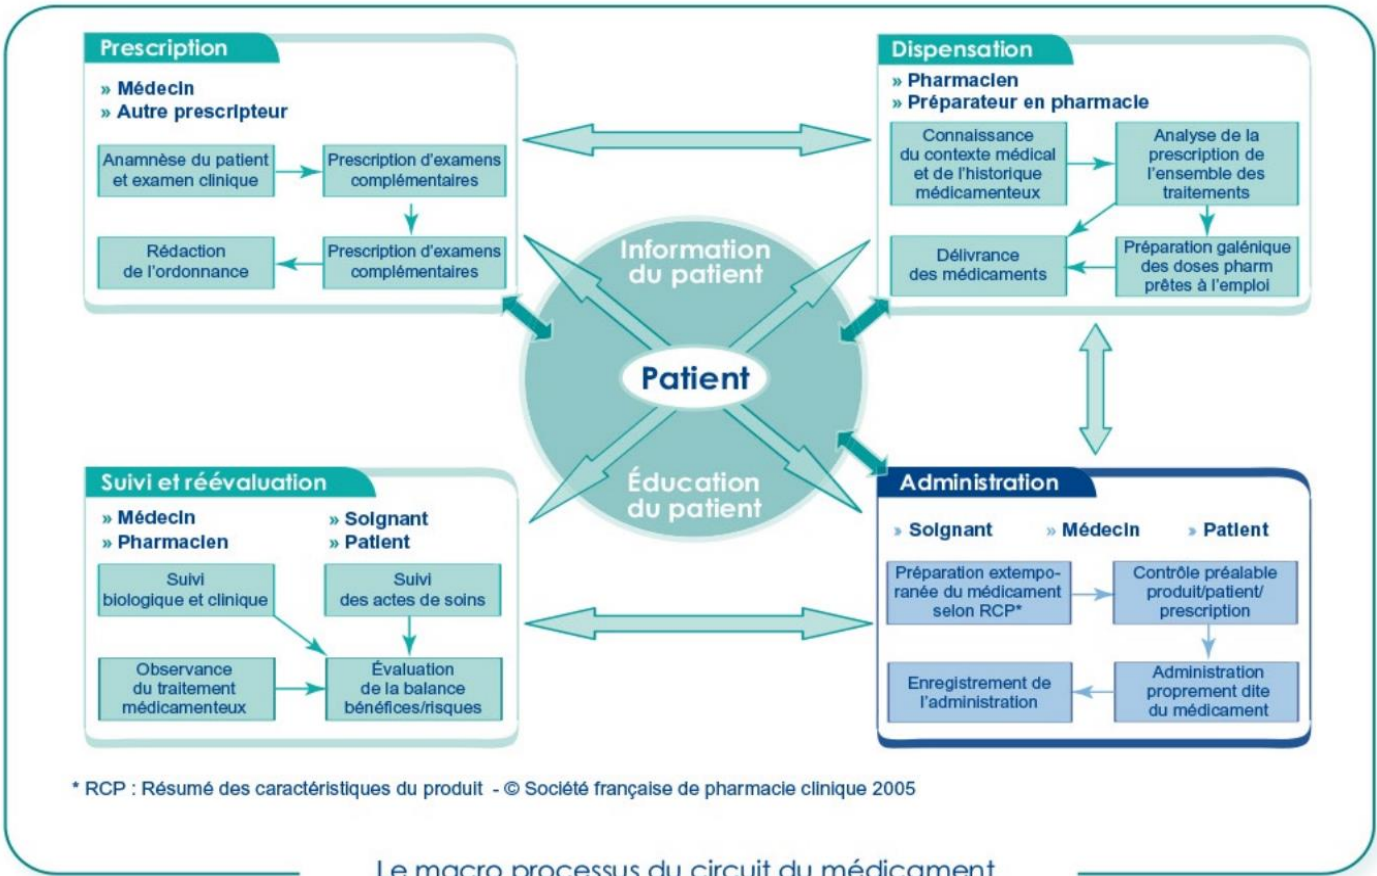 Prescription
» Médecin
» Autre prescripteur
Anamnèse du patient
et examen clinique
Prescription d'examens
complémentaires
Rédaction
de l'ordonnance
Prescription d'examens
complémentaires
Dispensation
» Pharmacien
» Préparateur en pharmacie
Connaissance
du contexte médical
et de l'historique
médicamenteux
Analyse de la
prescription de
l'ensemble des
traitements
Délivrance
des médicaments
Préparation galénique
des doses pharm
prêtes à l'emploi
Information
du patient
Patient
Éducation
du patient
Suivi et réévaluation
» Médecin
» Pharmacien
» Soignant
» Patient
Suivi
biologique et clinique
Suivi
des actes de soins
Observance
du traitement
médicamenteux
Évaluation
de la balance
bénéfices/risques
Administration
» Soignant » Médecin » Patient
Préparation extempo-
ranée du médicament
selon RCP*
Contrôle préalable
produit/patient/
prescription
Enregistrement de
l'administration
Administration
proprement dite
du médicament
* RCP : Résumé des caractéristiques du produit - © Société française de pharmacie clinique 2005
Le macro processus du circuit du médicament